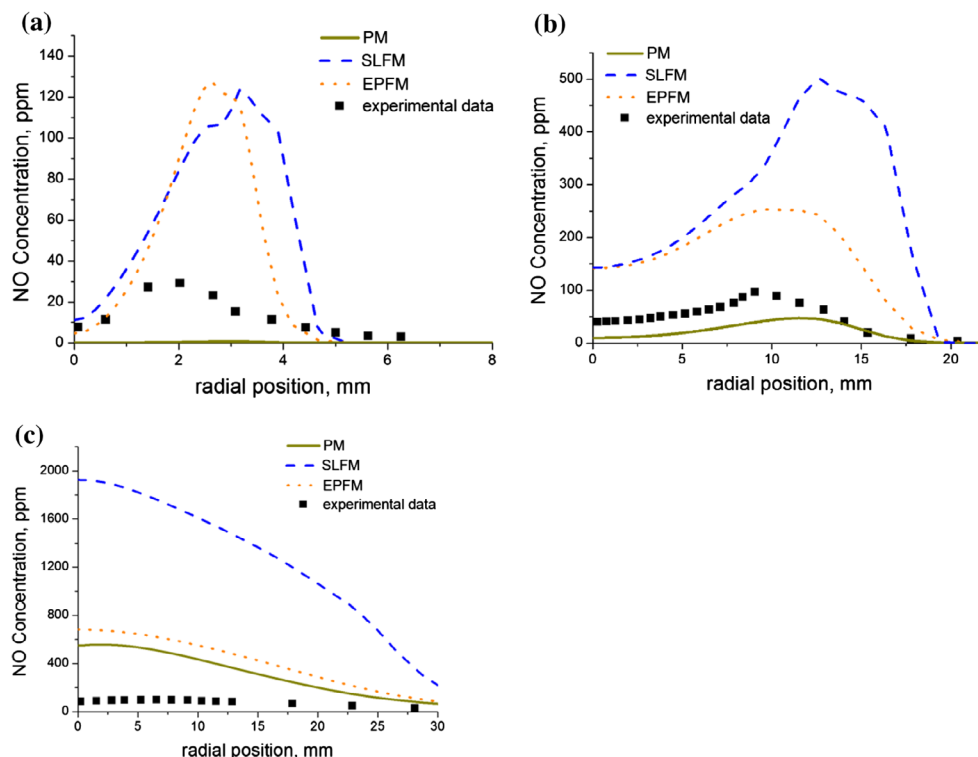 (a)
PM
SLFM
EPFM
experimental data
NO Concentration, ppm
140
120
100
80
60
40
20
0
0 2 4 6 8
radial position, mm
(b)
PM
SLFM
EPFM
experimental data
NO Concentration, ppm
500
400
300
200
100
0
0 5 10 15 20
radial position, mm
(c)
PM
SLFM
EPFM
experimental data
NO Concentration, ppm
2000
1600
1200
800
400
0
0 5 10 15 20 25 30
radial position, mm